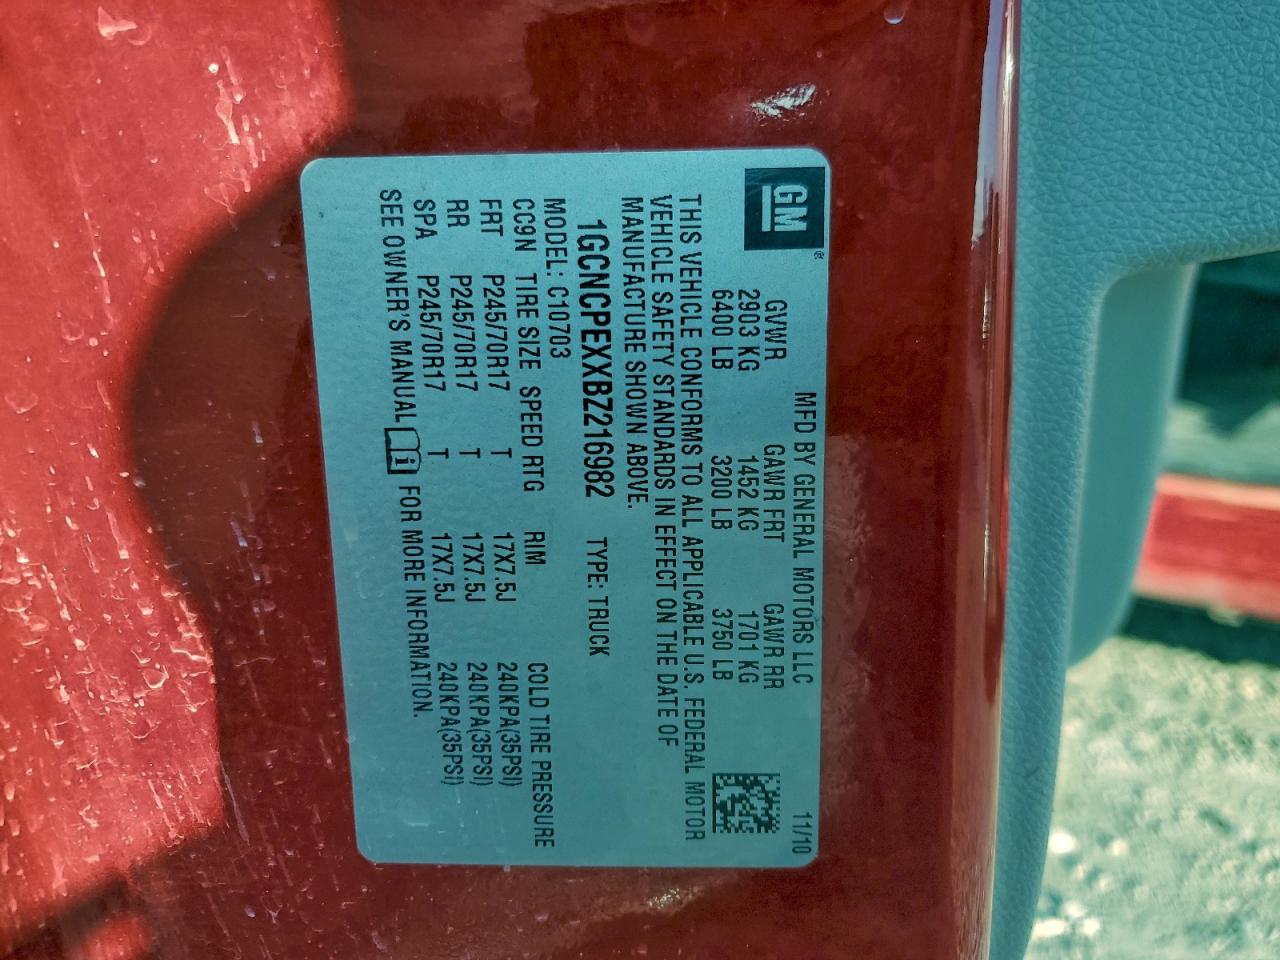 GM
MFD BY GENERAL MOTORS LLC 11/10
GVWR GAWR FRT GAWR RR
2903 KG 1452 KG 1701 KG
6400 LB 3200 LB 3750 LB
THIS VEHICLE CONFORMS TO ALL APPLICABLE U.S. FEDERAL MOTOR
VEHICLE SAFETY STANDARDS IN EFFECT ON THE DATE OF
MANUFACTURE SHOWN ABOVE.
1GCNCPEXXBZ216982 TYPE: TRUCK
MODEL: C10703
CC9N TIRE SIZE SPEED RTG RIM COLD TIRE PRESSURE
FRT P245/70R17 T 17X7.5J 240KPA(35PSI)
RR P245/70R17 T 17X7.5J 240KPA(35PSI)
SPA P245/70R17 T 17X7.5J 240KPA(35PSI)
SEE OWNER'S MANUAL FOR MORE INFORMATION.